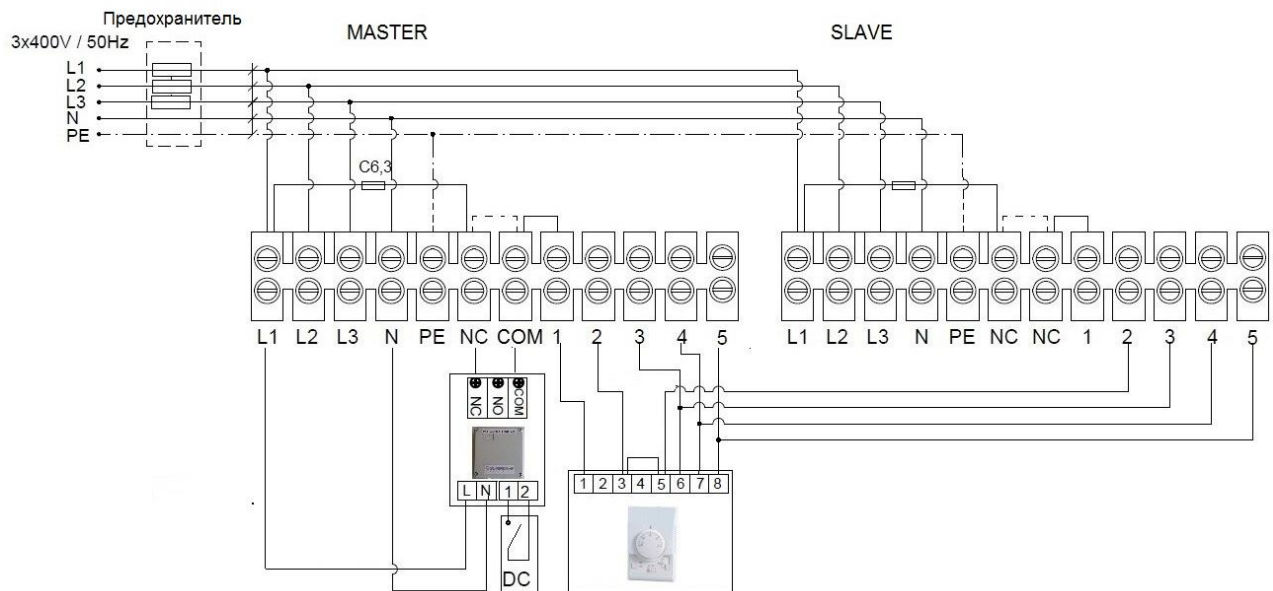 Предохранитель
3x400V / 50Hz
MASTER
SLAVE
L1
L2
L3
N
PE
C6,3
L1 L2 L3 N PE NC COM 1 2 3 4 5
L1 L2 L3 N PE NC NC 1 2 3 4 5
NC NO COM
L N 1 2
1 2 3 4 5 6 7 8
DC